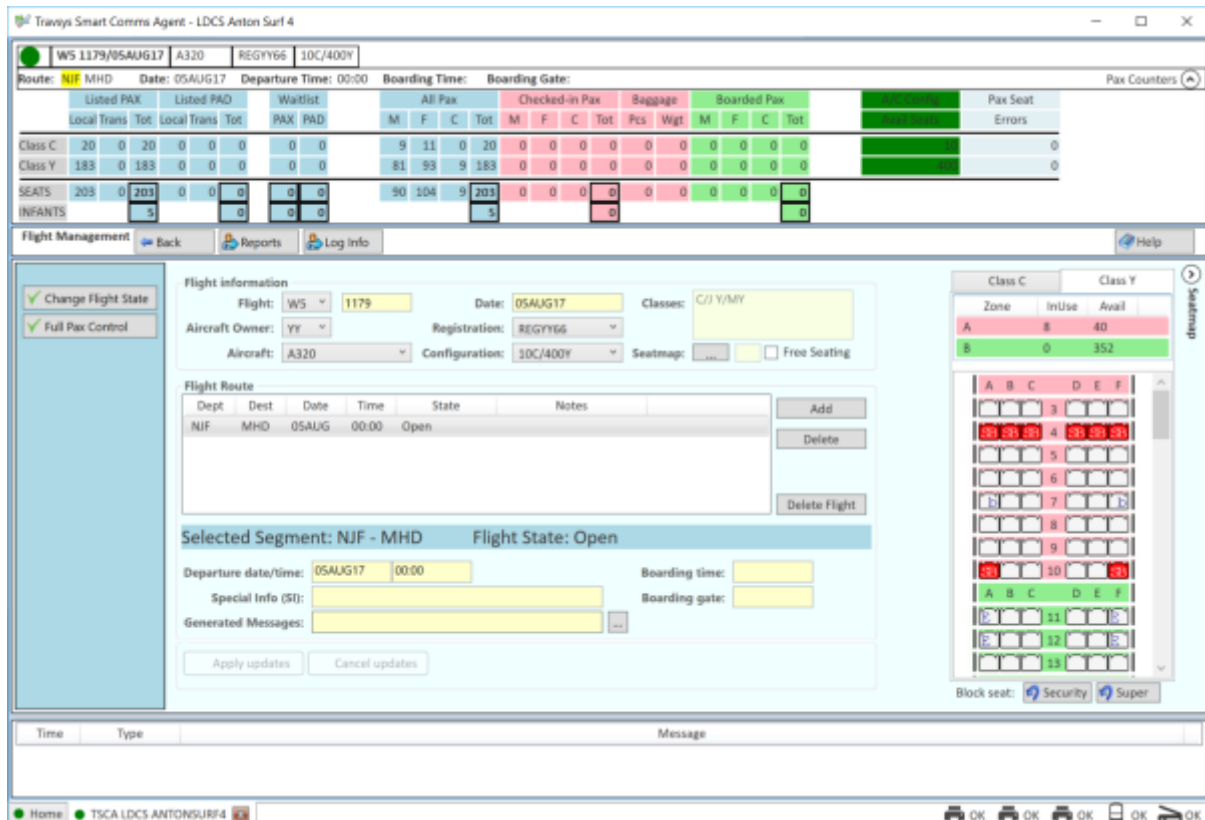 Travsys Smart Comms Agent - LDCS Anton Surf 4
W5 1179/05AUG17 A320 REGYY66 10C/400Y
Route: NJF MHD Date: 05AUG17 Departure Time: 00:00 Boarding Time: Boarding Gate: Pax Counters
Listed PAX Listed PAD Waitlist All Pax Checked-in Pax Baggage Boarded Pax A/C Config Pax Seat
Local Trans Tot Local Trans Tot PAX PAD M F C Tot M F C Tot Pcs Wgt M F C Tot Avail Seats Errors
Class C 20 0 20 0 0 0 0 0 9 11 0 20 0 0 0 0 0 0 0 0 0 0 10 0
Class Y 183 0 183 0 0 0 0 0 81 93 9 183 0 0 0 0 0 0 0 0 0 0 400 0
SEATS 203 0 203 0 0 0 0 0 90 104 9 203 0 0 0 0 0 0 0 0 0 0
INFANTS 5 0 0 0 5 0 0
Flight Management Back Reports Log Info Help
Change Flight State
Full Pax Control
Flight information
Flight: W5 1179 Date: 05AUG17 Classes: C/J Y/MY
Aircraft Owner: YY Registration: REGYY66
Aircraft: A320 Configuration: 10C/400Y Seatmap: ... Free Seating
Flight Route
Dept Dest Date Time State Notes
NJF MHD 05AUG 00:00 Open
Add
Delete
Delete Flight
Selected Segment: NJF - MHD Flight State: Open
Departure date/time: 05AUG17 00:00 Boarding time:
Special Info (SI): Boarding gate:
Generated Messages: ...
Apply updates Cancel updates
Class C Class Y
Seatmap
Zone InUse Avail
A 8 40
B 0 352
A B C D E F
3
4
5
6
b 7 b
8
9
10
A B C D E F
E 11 E
E 12 E
13
Block seat: Security Super
Time Type Message
Home TSCA LDCS ANTONSURF4 OK OK OK OK OK